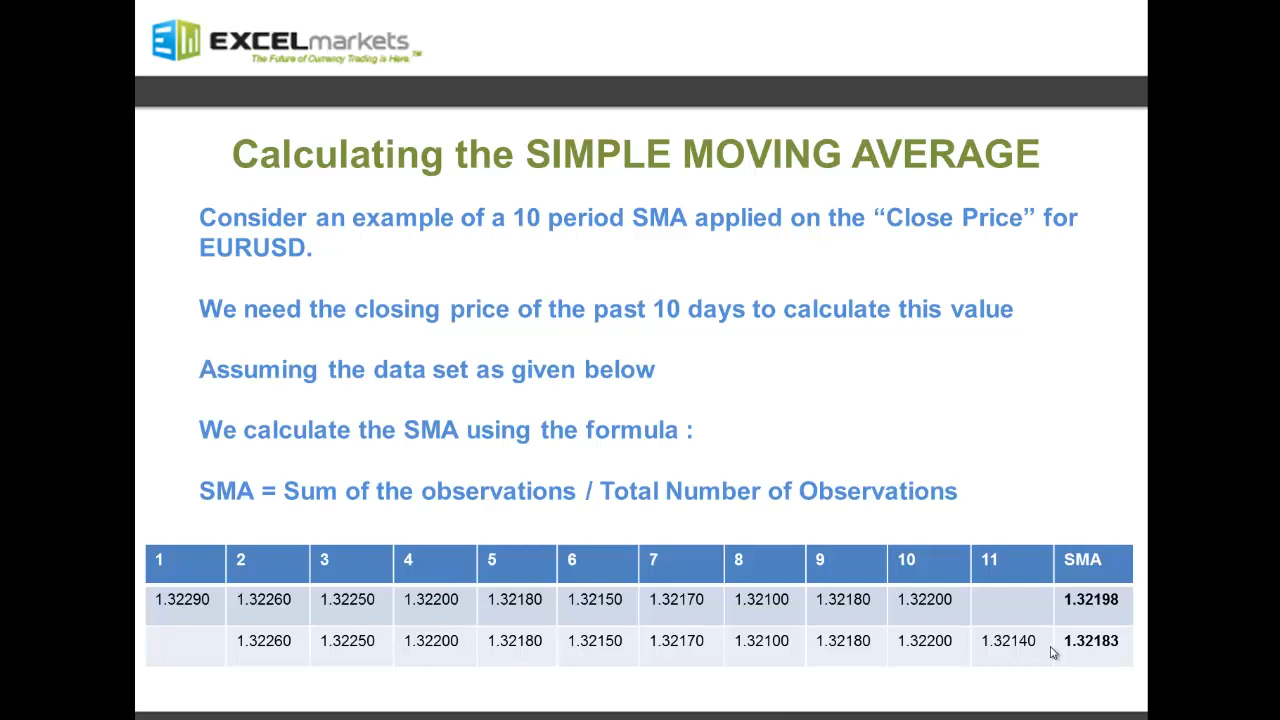 EXCELmarkets
The Future of Currency Trading is Here.™
Calculating the SIMPLE MOVING AVERAGE
Consider an example of a 10 period SMA applied on the “Close Price” for
EURUSD.
We need the closing price of the past 10 days to calculate this value
Assuming the data set as given below
We calculate the SMA using the formula :
SMA = Sum of the observations / Total Number of Observations
1 2 3 4 5 6 7 8 9 10 11 SMA
1.32290 1.32260 1.32250 1.32200 1.32180 1.32150 1.32170 1.32100 1.32180 1.32200 1.32198
1.32260 1.32250 1.32200 1.32180 1.32150 1.32170 1.32100 1.32180 1.32200 1.32140 1.32183